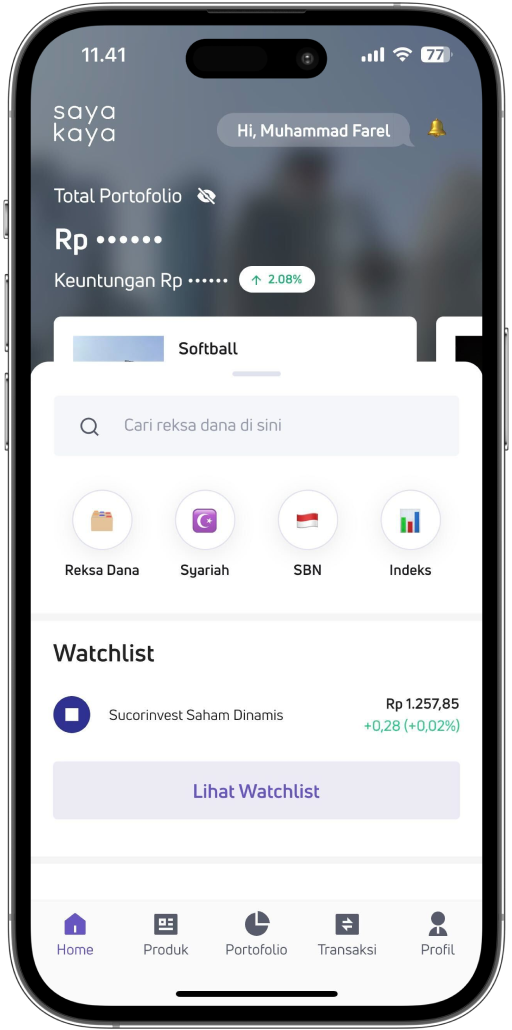 11.41
77
saya
kaya
Hi, Muhammad Farel
Total Portofolio
Rp ••••••
Keuntungan Rp •••••• ↑ 2.08%
Softball
Cari reksa dana di sini
Reksa Dana Syariah SBN Indeks
Watchlist
Sucorinvest Saham Dinamis
Rp 1.257,85
+0,28 (+0,02%)
Lihat Watchlist
Home Produk Portofolio Transaksi Profil